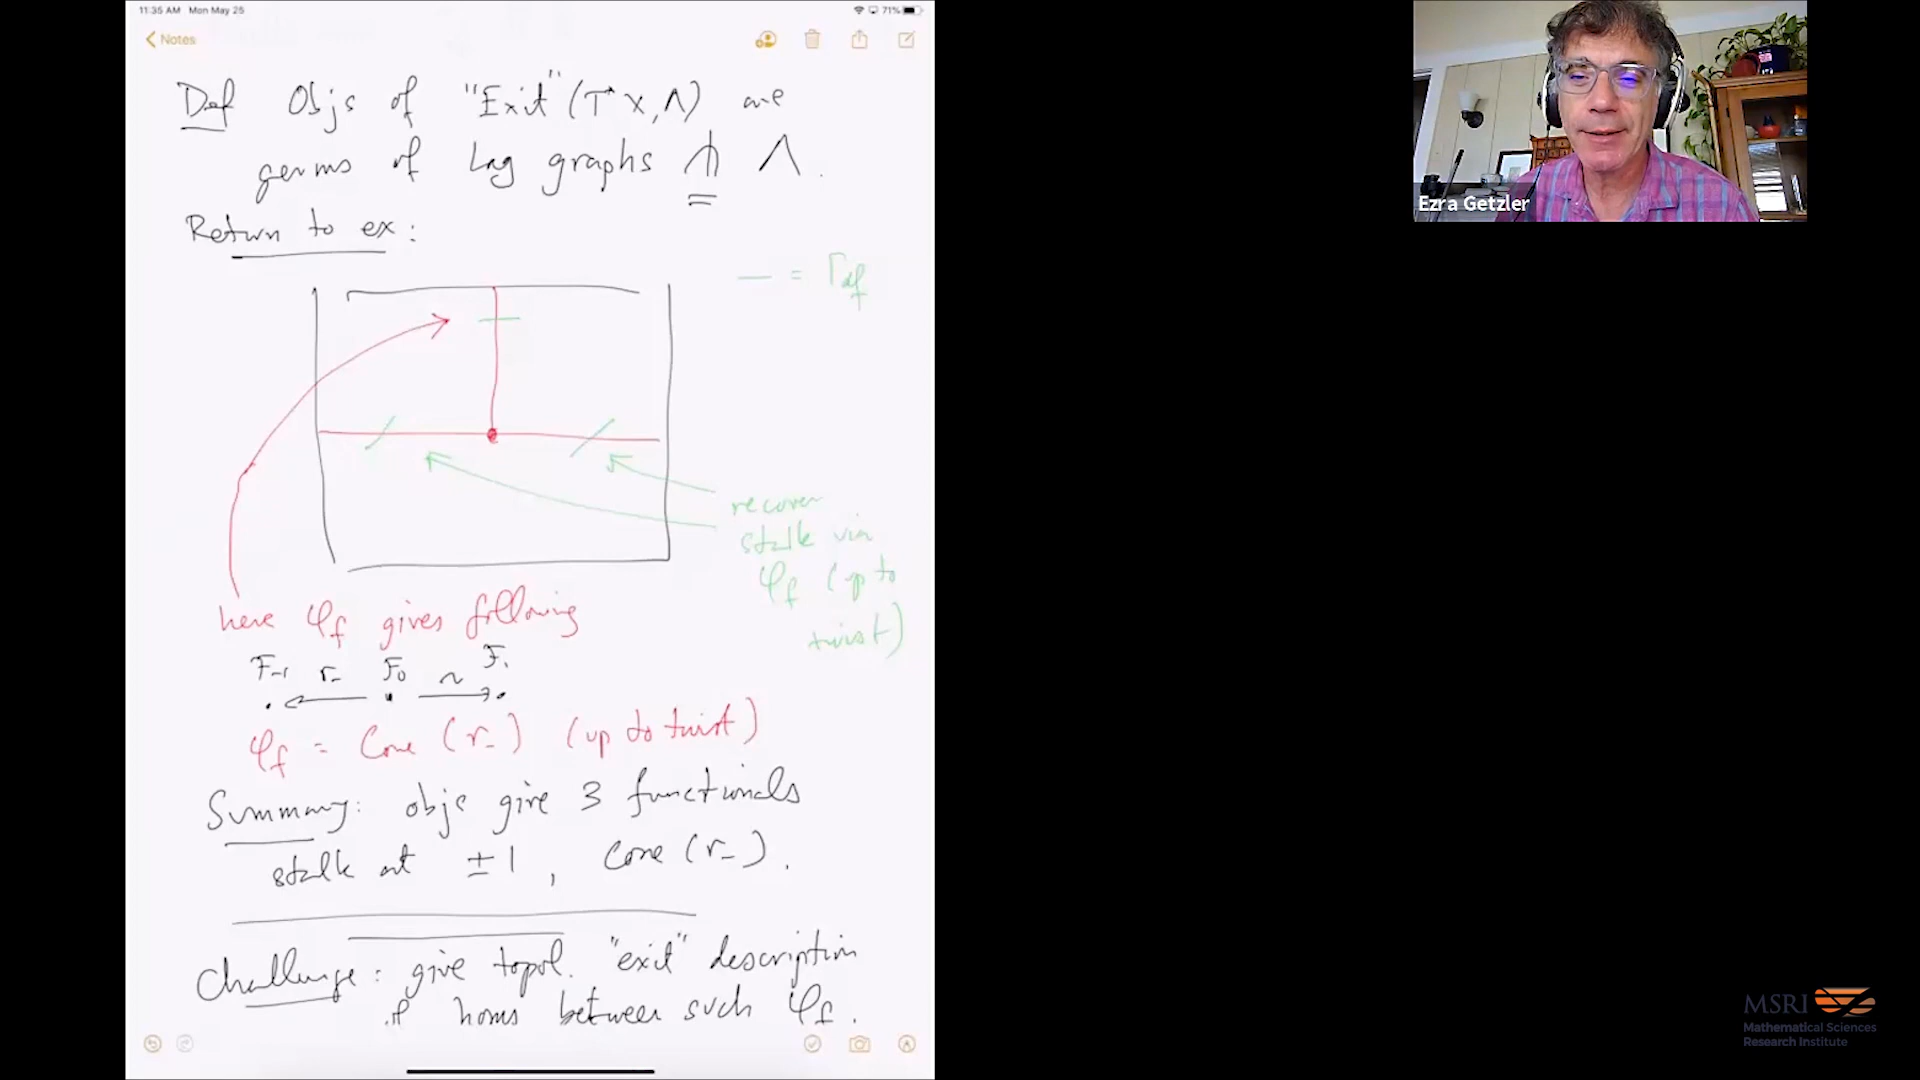 11:35 AM Mon May 25
71%
Notes
Def Objs of "Exit" (T* X, Λ) are
germs of Lag graphs ⋔ Λ.
Return to ex:
— = Γdf
recover
stalk via
φf (up to
twist)
here φf gives following
F-1 r- F0 ~ F1
φf = Cone (r-) (up to twist)
Summary: objs give 3 functionals
stalk at ±1, Cone (r-).
Challenge: give topol. "exit" description
of homs between such φf.
Ezra Getzler
MSRI
Mathematical Sciences
Research Institute